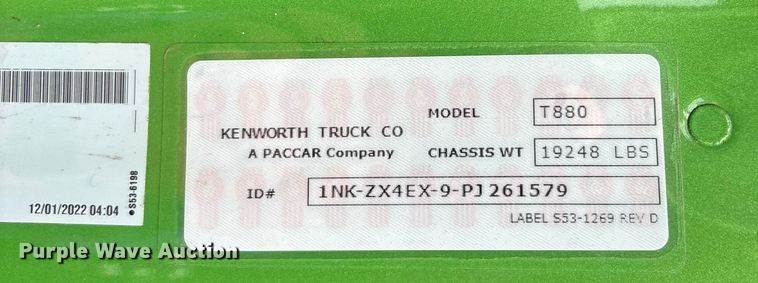 12/01/2022 04:04
S53-6198
KENWORTH TRUCK CO
A PACCAR Company
MODEL T880
CHASSIS WT 19248 LBS
ID# 1NK-ZX4EX-9-PJ261579
LABEL S53-1269 REV D
Purple Wave Auction